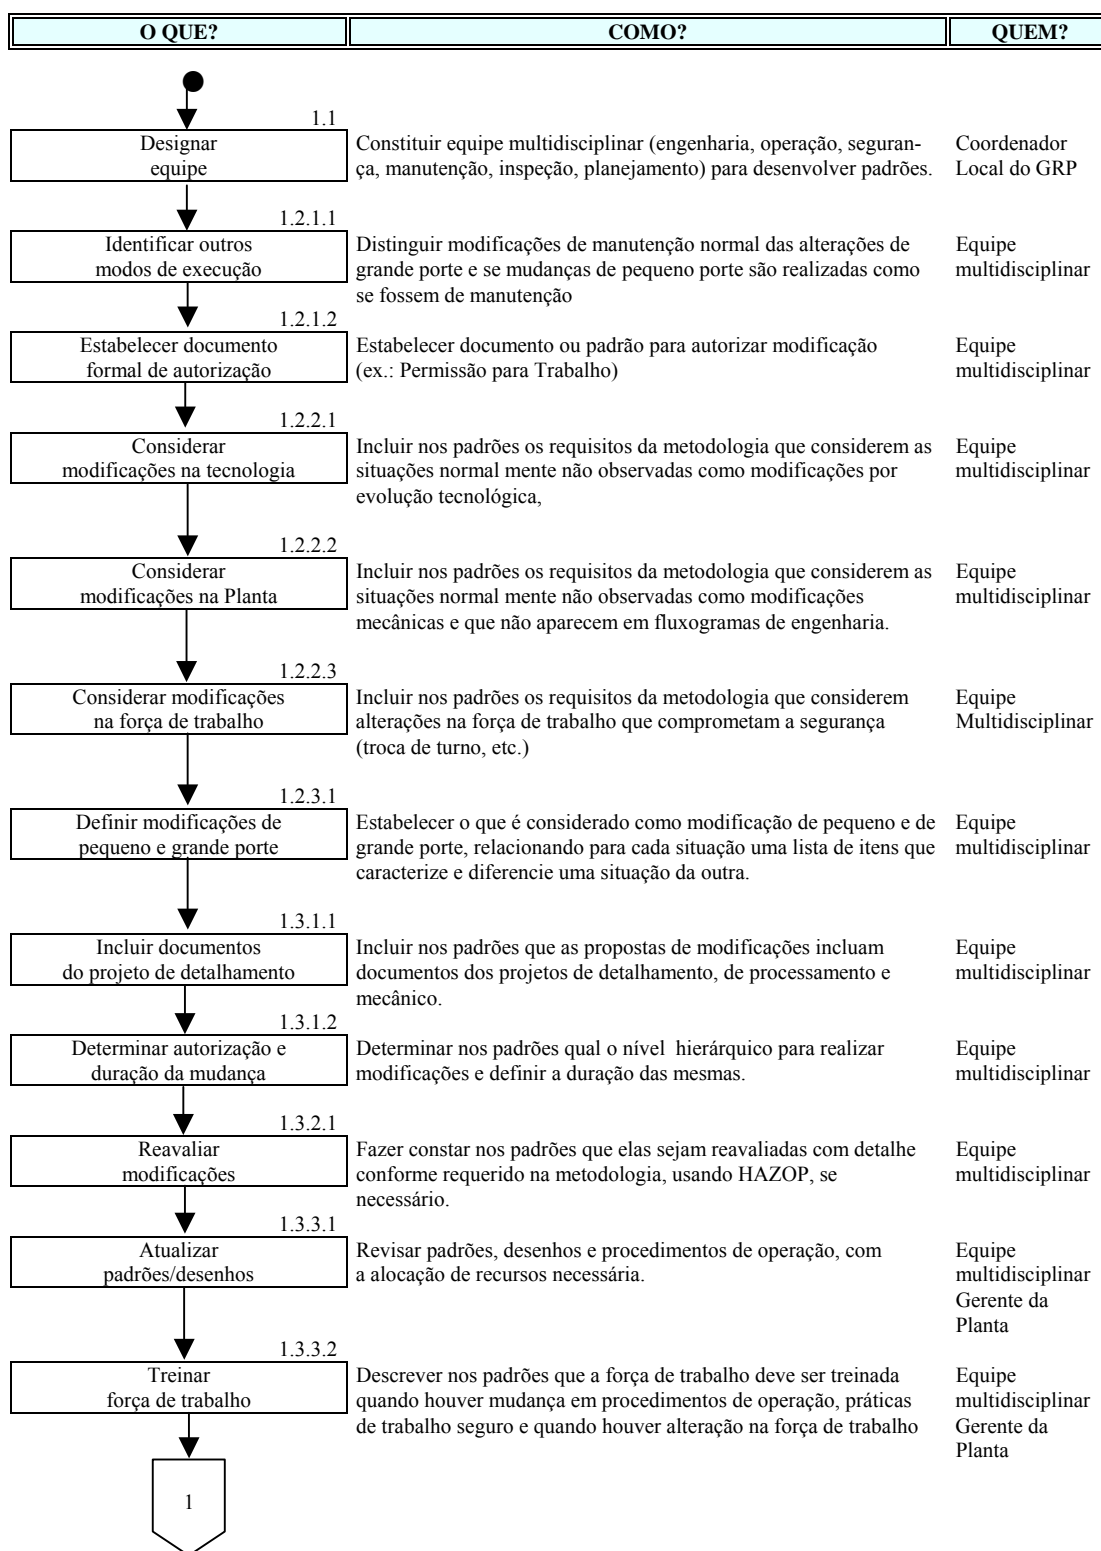 O QUE? COMO? QUEM?
1.1
Designar
equipe
Constituir equipe multidisciplinar (engenharia, operação, seguran-
ça, manutenção, inspeção, planejamento) para desenvolver padrões.
Coordenador
Local do GRP
1.2.1.1
Identificar outros
modos de execução
Distinguir modificações de manutenção normal das alterações de
grande porte e se mudanças de pequeno porte são realizadas como
se fossem de manutenção
Equipe
multidisciplinar
1.2.1.2
Estabelecer documento
formal de autorização
Estabelecer documento ou padrão para autorizar modificação
(ex.: Permissão para Trabalho)
Equipe
multidisciplinar
1.2.2.1
Considerar
modificações na tecnologia
Incluir nos padrões os requisitos da metodologia que considerem as
situações normal mente não observadas como modificações por
evolução tecnológica,
Equipe
multidisciplinar
1.2.2.2
Considerar
modificações na Planta
Incluir nos padrões os requisitos da metodologia que considerem as
situações normal mente não observadas como modificações
mecânicas e que não aparecem em fluxogramas de engenharia.
Equipe
multidisciplinar
1.2.2.3
Considerar modificações
na força de trabalho
Incluir nos padrões os requisitos da metodologia que considerem
alterações na força de trabalho que comprometam a segurança
(troca de turno, etc.)
Equipe
Multidisciplinar
1.2.3.1
Definir modificações de
pequeno e grande porte
Estabelecer o que é considerado como modificação de pequeno e de
grande porte, relacionando para cada situação uma lista de itens que
caracterize e diferencie uma situação da outra.
Equipe
multidisciplinar
1.3.1.1
Incluir documentos
do projeto de detalhamento
Incluir nos padrões que as propostas de modificações incluam
documentos dos projetos de detalhamento, de processamento e
mecânico.
Equipe
multidisciplinar
1.3.1.2
Determinar autorização e
duração da mudança
Determinar nos padrões qual o nível hierárquico para realizar
modificações e definir a duração das mesmas.
Equipe
multidisciplinar
1.3.2.1
Reavaliar
modificações
Fazer constar nos padrões que elas sejam reavaliadas com detalhe
conforme requerido na metodologia, usando HAZOP, se
necessário.
Equipe
multidisciplinar
1.3.3.1
Atualizar
padrões/desenhos
Revisar padrões, desenhos e procedimentos de operação, com
a alocação de recursos necessária.
Equipe
multidisciplinar
Gerente da
Planta
1.3.3.2
Treinar
força de trabalho
Descrever nos padrões que a força de trabalho deve ser treinada
quando houver mudança em procedimentos de operação, práticas
de trabalho seguro e quando houver alteração na força de trabalho
Equipe
multidisciplinar
Gerente da
Planta
1